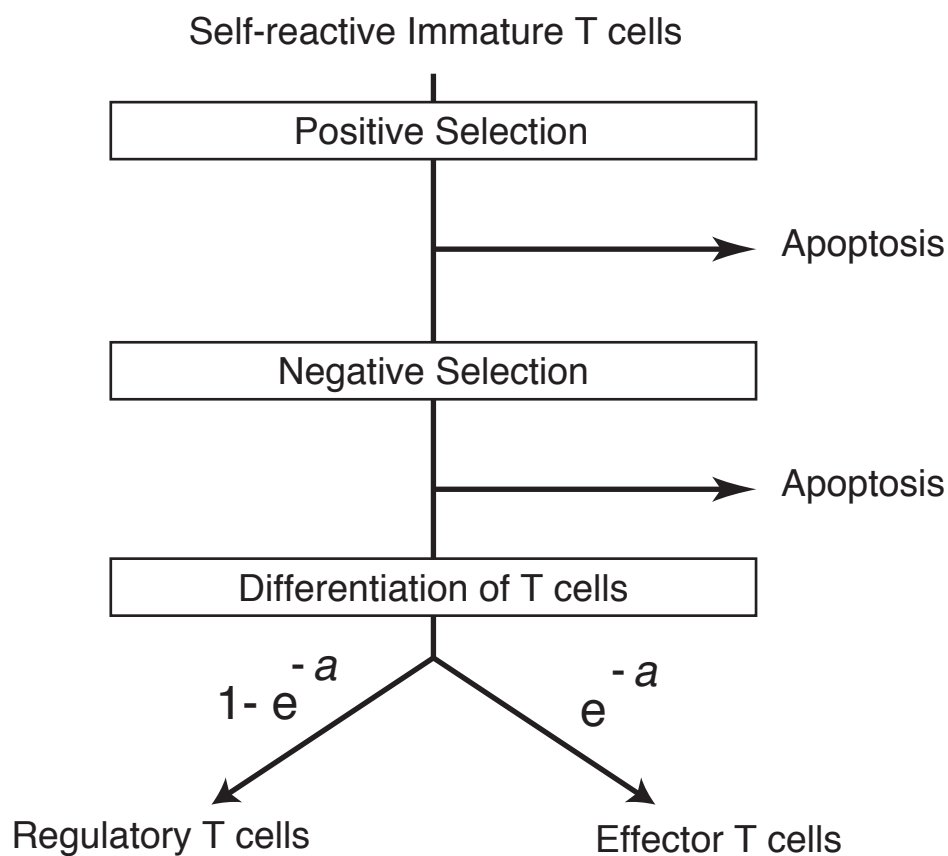 Self-reactive Immature T cells
Positive Selection
Apoptosis
Negative Selection
Apoptosis
Differentiation of T cells
1- e^-a
e^-a
Regulatory T cells
Effector T cells